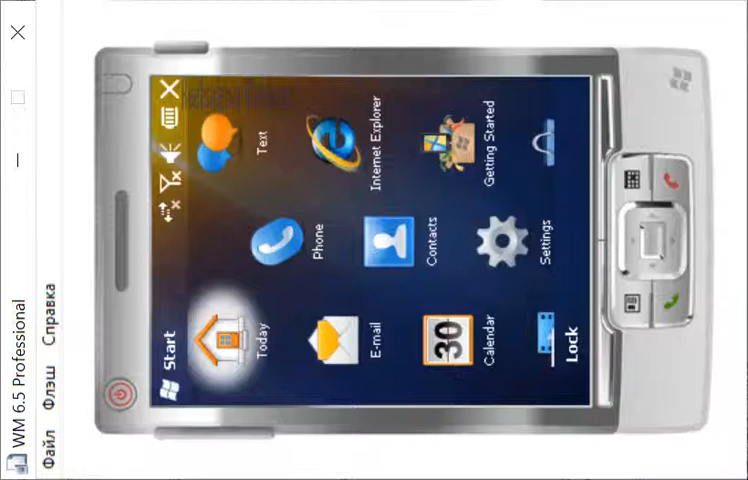 WM 6.5 Professional
Файл Флэш Справка
Start
Today
Phone
Text
E-mail
Contacts
Internet Explorer
30
Calendar
Settings
Getting Started
Lock